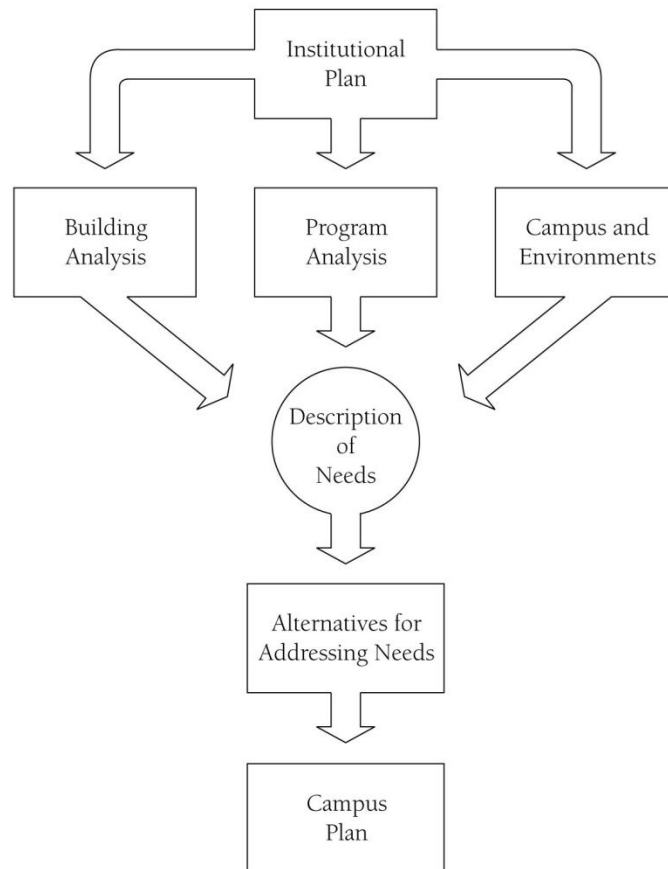 Institutional
Plan
Building
Analysis
Program
Analysis
Campus and
Environments
Description
of
Needs
Alternatives for
Addressing Needs
Campus
Plan